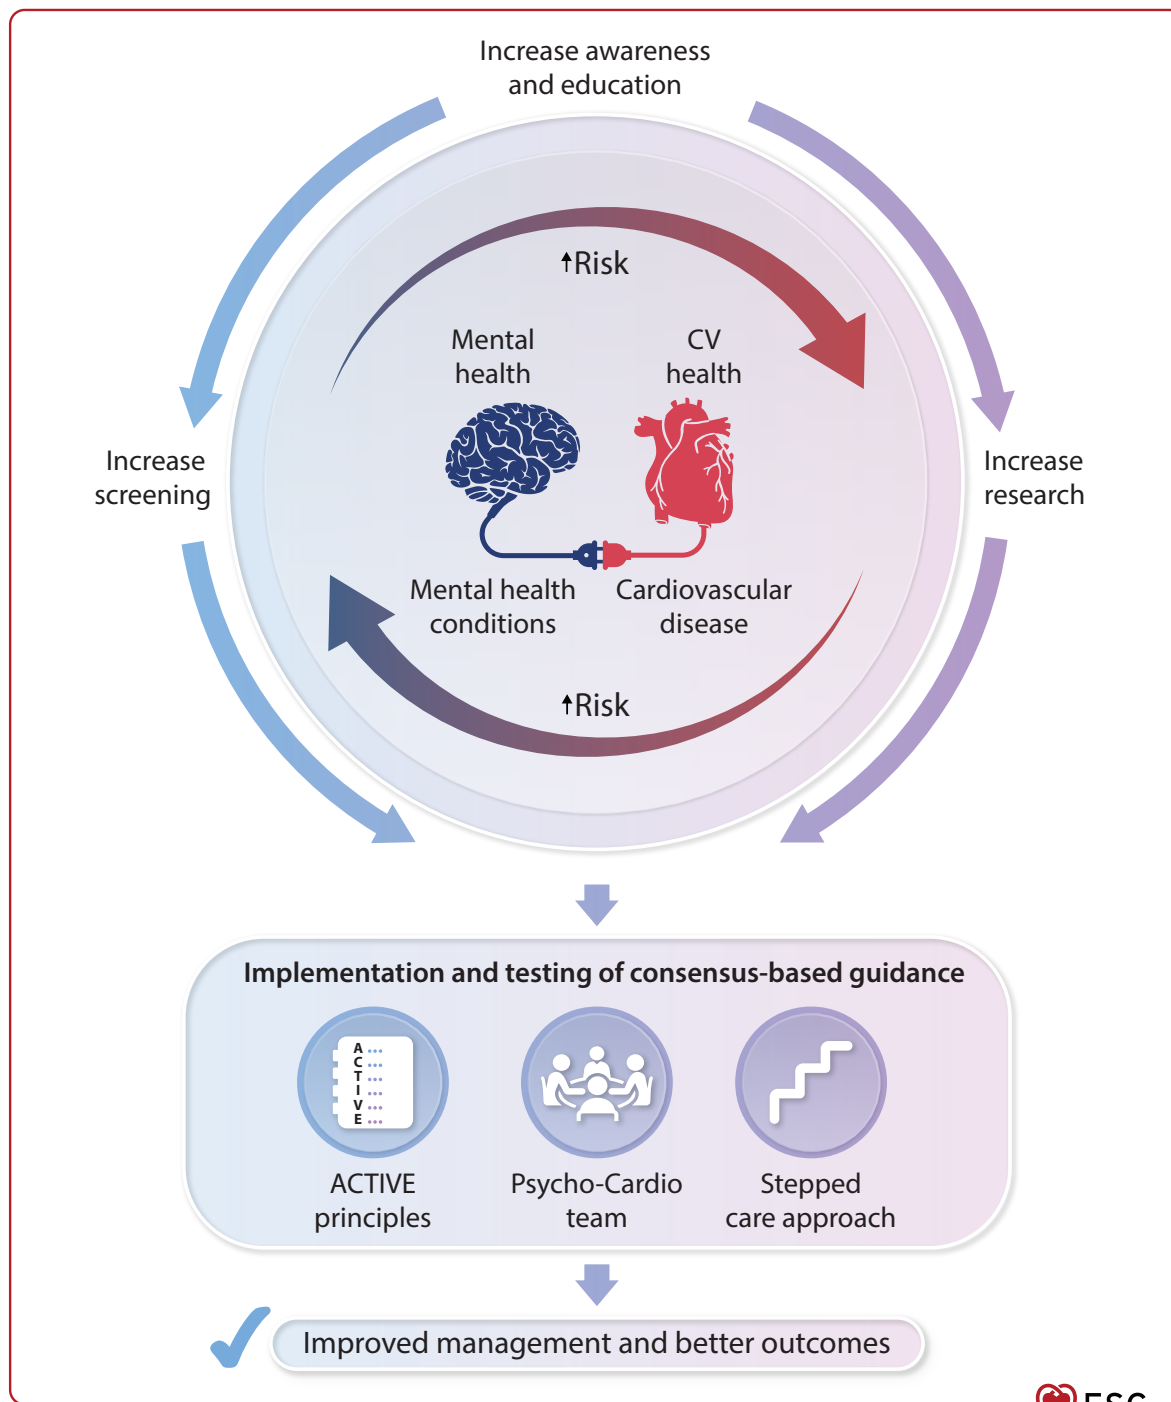 Increase awareness
and education
↑Risk
Mental
health
CV
health
Increase
screening
Increase
research
Mental health
conditions
Cardiovascular
disease
↑Risk
Implementation and testing of consensus-based guidance
A
C
T
I
V
E
ACTIVE
principles
Psycho-Cardio
team
Stepped
care approach
Improved management and better outcomes
ESC